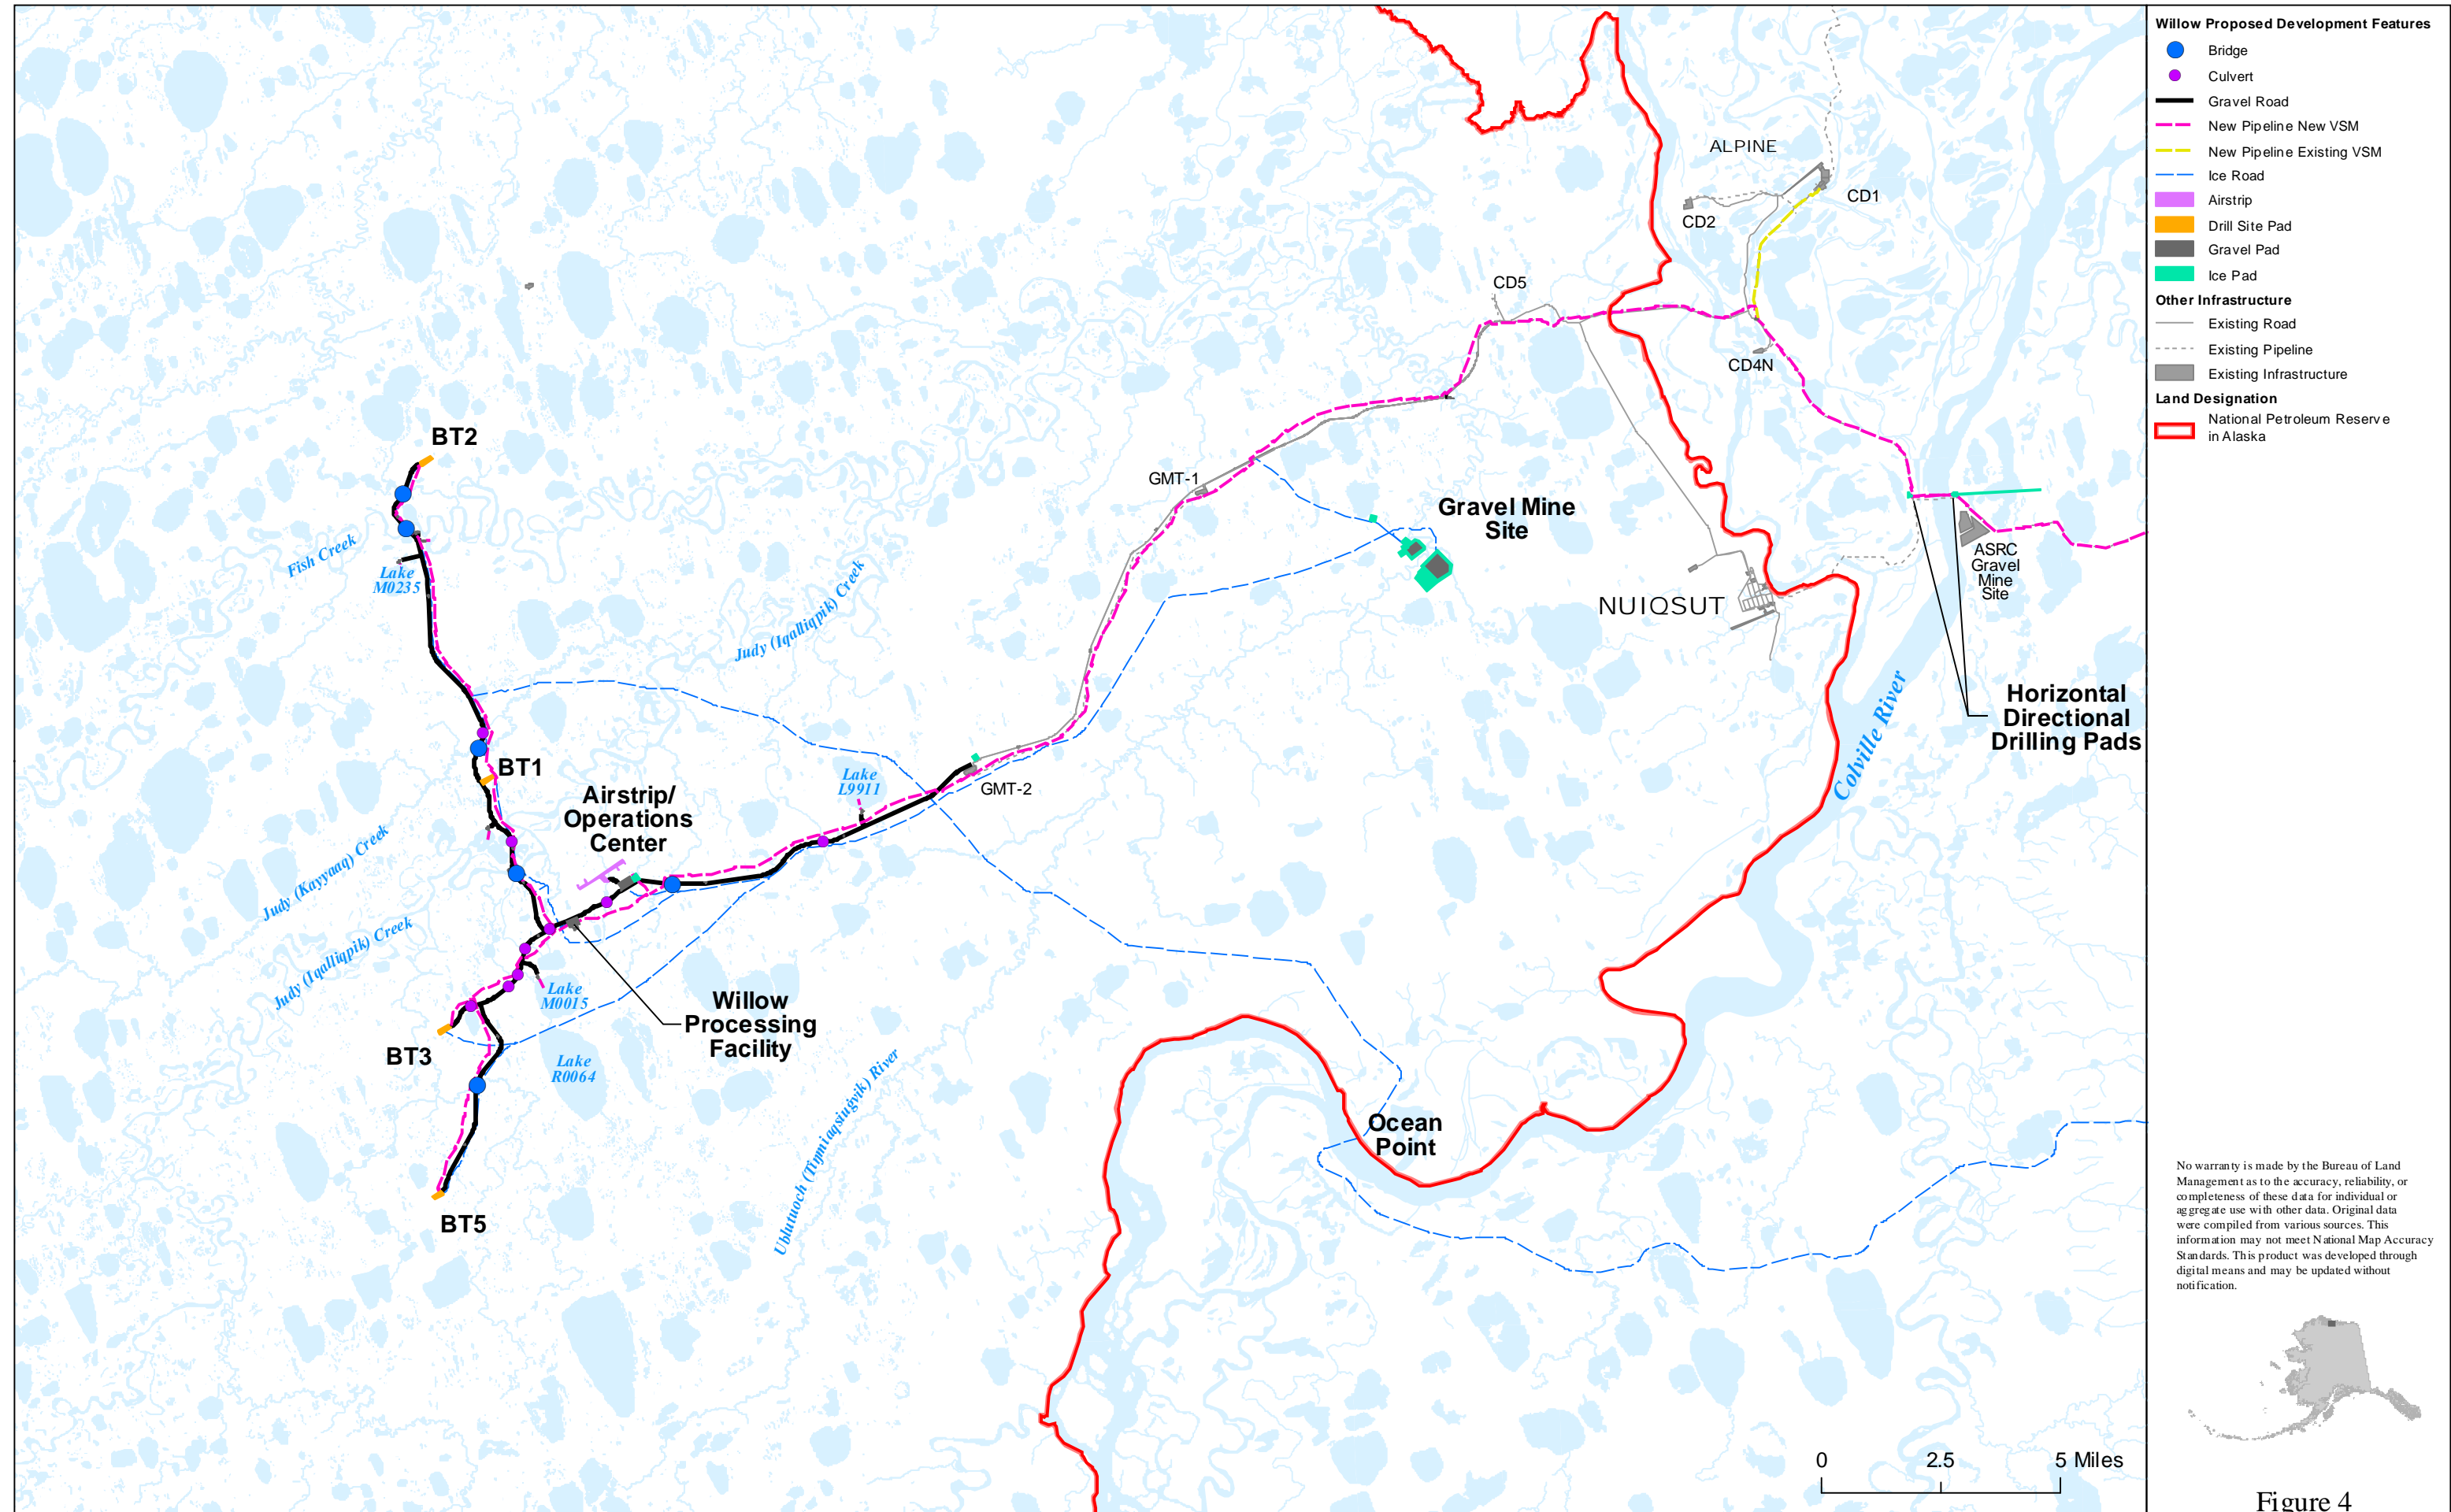 Willow Proposed Development Features
Bridge
Culvert
Gravel Road
New Pipeline New VSM
New Pipeline Existing VSM
Ice Road
Airstrip
Drill Site Pad
Gravel Pad
Ice Pad
Other Infrastructure
Existing Road
Existing Pipeline
Existing Infrastructure
Land Designation
National Petroleum Reserve
in Alaska
ALPINE
CD1
CD2
CD5
CD4N
BT2
GMT-1
Gravel Mine
Site
Fish Creek
Lake
M0235
Judy (Iqalliqpik) Creek
NUIQSUT
ASRC
Gravel
Mine
Site
Horizontal
Directional
Drilling Pads
Colville River
BT1
Airstrip/
Operations
Center
Lake
L9911
GMT-2
Judy (Kayyaaq) Creek
Judy (Iqalliqpik) Creek
Lake
M0015
Willow
Processing
Facility
BT3
Lake
R0064
Ublutuoch (Tiŋmiaqsiuġvik) River
Ocean
Point
BT5
No warranty is made by the Bureau of Land
Management as to the accuracy, reliability, or
completeness of these data for individual or
aggregate use with other data. Original data
were compiled from various sources. This
information may not meet National Map Accuracy
Standards. This product was developed through
digital means and may be updated without
notification.
0 2.5 5 Miles
Figure 4